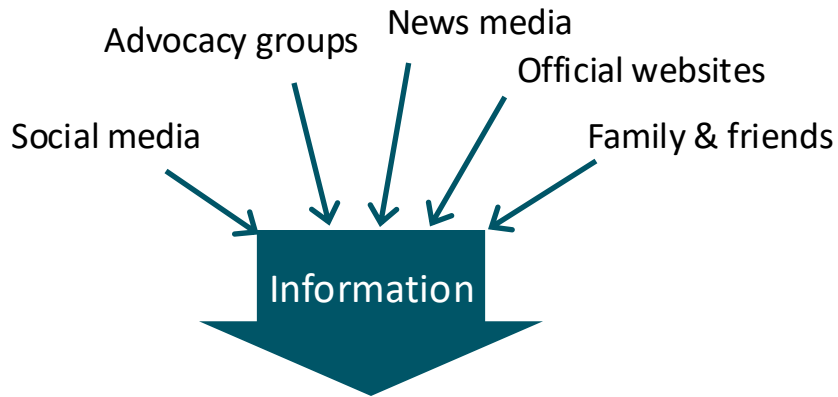 News media
Advocacy groups
Official websites
Social media
Family & friends
Information